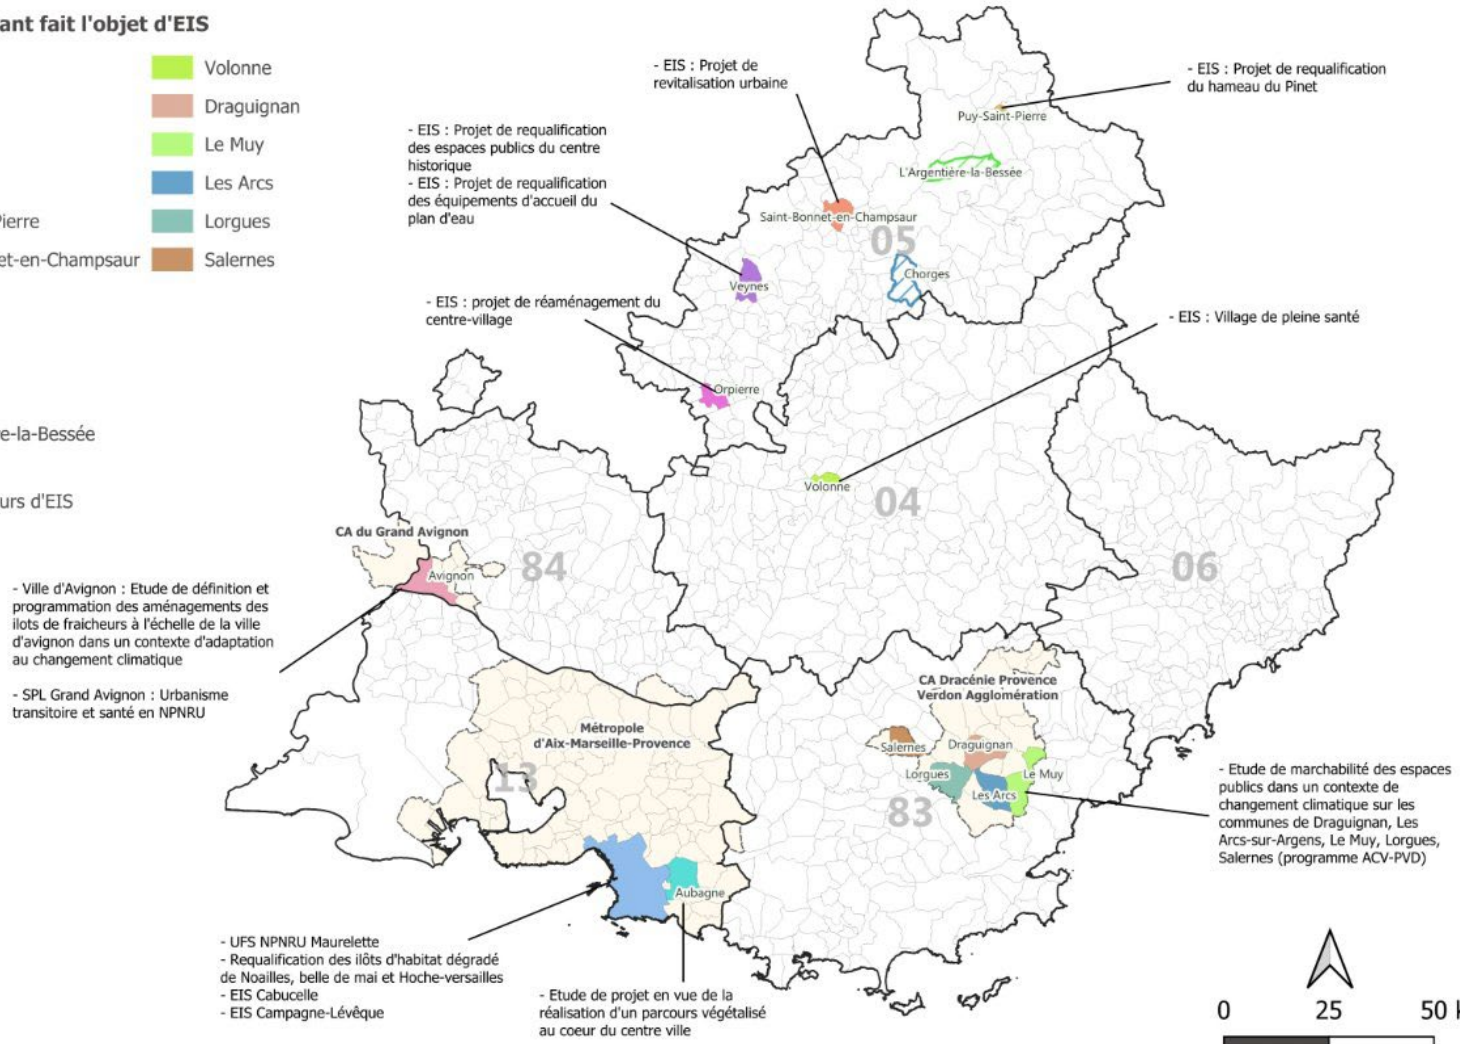 ant fait l'objet d'EIS
Volonne
Draguignan
Le Muy
Les Arcs
Pierre
Lorgues
et-en-Champsaur
Salernes
e-la-Bessée
urs d'EIS
- EIS : Projet de
revitalisation urbaine
- EIS : Projet de requalification
du hameau du Pinet
- EIS : Projet de requalification
des espaces publics du centre
historique
- EIS : Projet de requalification
des équipements d'accueil du
plan d'eau
- EIS : projet de réaménagement du
centre-village
- EIS : Village de pleine santé
Puy-Saint-Pierre
L'Argentière-la-Bessée
Saint-Bonnet-en-Champsaur
05
Chorges
Veynes
Orpierre
Volonne
04
CA du Grand Avignon
Avignon
84
06
- Ville d'Avignon : Etude de définition et
programmation des aménagements des
ilots de fraicheurs à l'échelle de la ville
d'avignon dans un contexte d'adaptation
au changement climatique
- SPL Grand Avignon : Urbanisme
transitoire et santé en NPNRU
Métropole
d'Aix-Marseille-Provence
13
CA Dracénie Provence
Verdon Agglomération
Salernes
Draguignan
Lorgues
Le Muy
Les Arcs
83
- Etude de marchabilité des espaces
publics dans un contexte de
changement climatique sur les
communes de Draguignan, Les
Arcs-sur-Argens, Le Muy, Lorgues,
Salernes (programme ACV-PVD)
Aubagne
- UFS NPNRU Maurelette
- Requalification des ilôts d'habitat dégradé
de Noailles, belle de mai et Hoche-versailles
- EIS Cabucelle
- EIS Campagne-Lévêque
- Etude de projet en vue de la
réalisation d'un parcours végétalisé
au coeur du centre ville
0 25 50 k